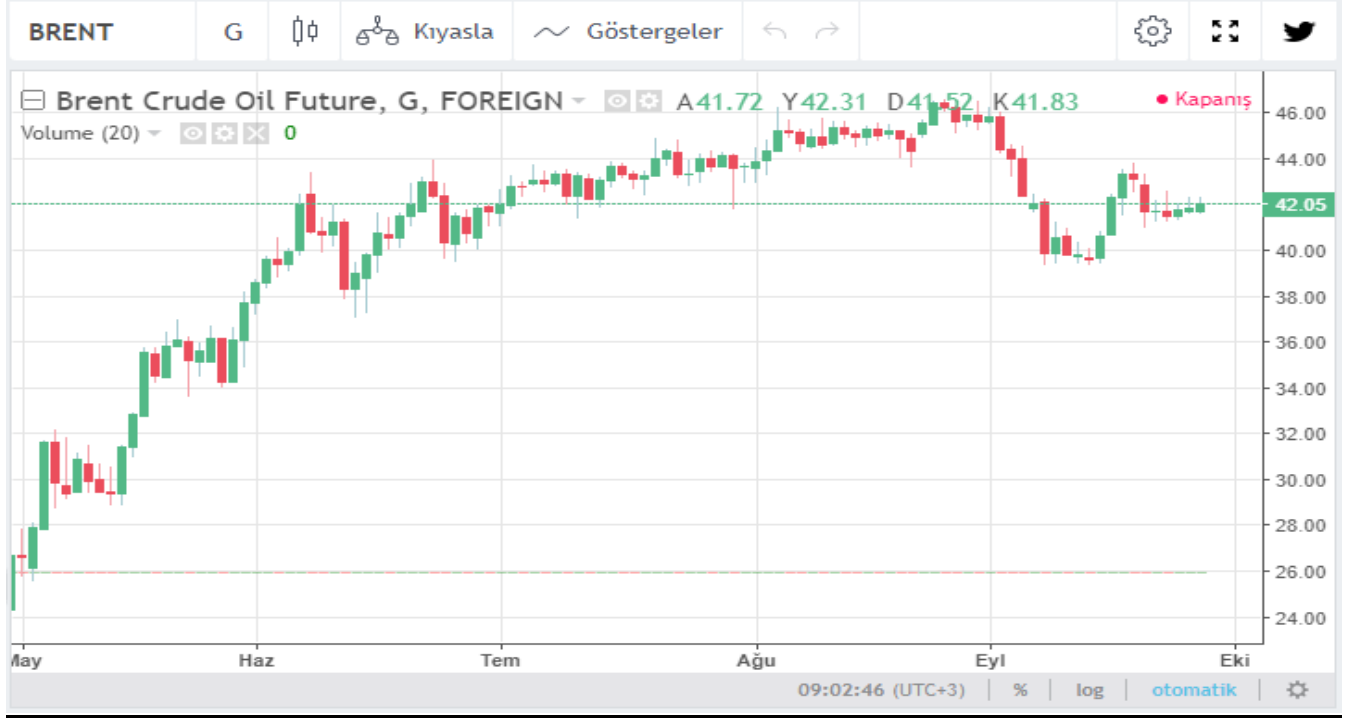 BRENT G Kıyasla Göstergeler
Brent Crude Oil Future, G, FOREIGN A41.72 Y42.31 D41.52 K41.83 Kapanış
Volume (20) 0
46.00
44.00
42.05
40.00
38.00
36.00
34.00
32.00
30.00
28.00
26.00
24.00
May Haz Tem Ağu Eyl Eki
09:02:46 (UTC+3) % log otomatik